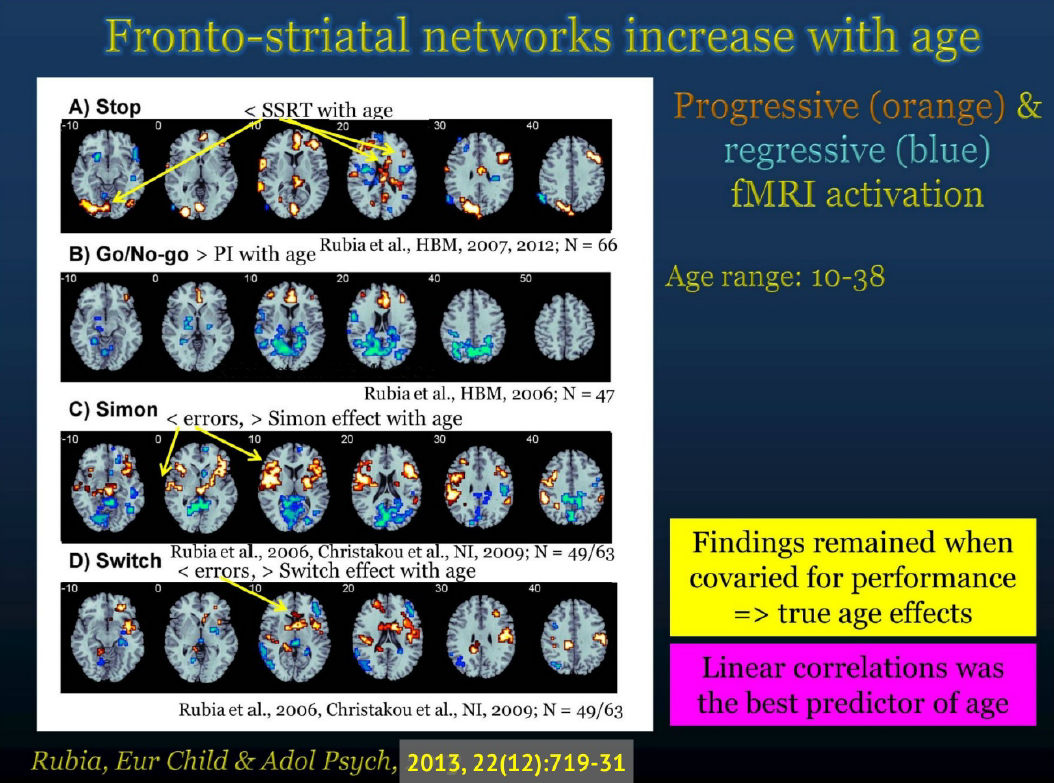 Fronto-striatal networks increase with age
A) Stop
< SSRT with age
-10 0 10 20 30 40
Rubia et al., HBM, 2007, 2012; N = 66
B) Go/No-go > PI with age
-10 0 10 20 40 50
Rubia et al., HBM, 2006; N = 47
C) Simon
< errors, > Simon effect with age
-10 0 10 20 30 40
Rubia et al., 2006, Christakou et al., NI, 2009; N = 49/63
D) Switch
< errors, > Switch effect with age
-10 0 10 20 30 40
Rubia et al., 2006, Christakou et al., NI, 2009; N = 49/63
Progressive (orange) &
regressive (blue)
fMRI activation
Age range: 10-38
Findings remained when
covaried for performance
=> true age effects
Linear correlations was
the best predictor of age
Rubia, Eur Child & Adol Psych, 2013, 22(12):719-31